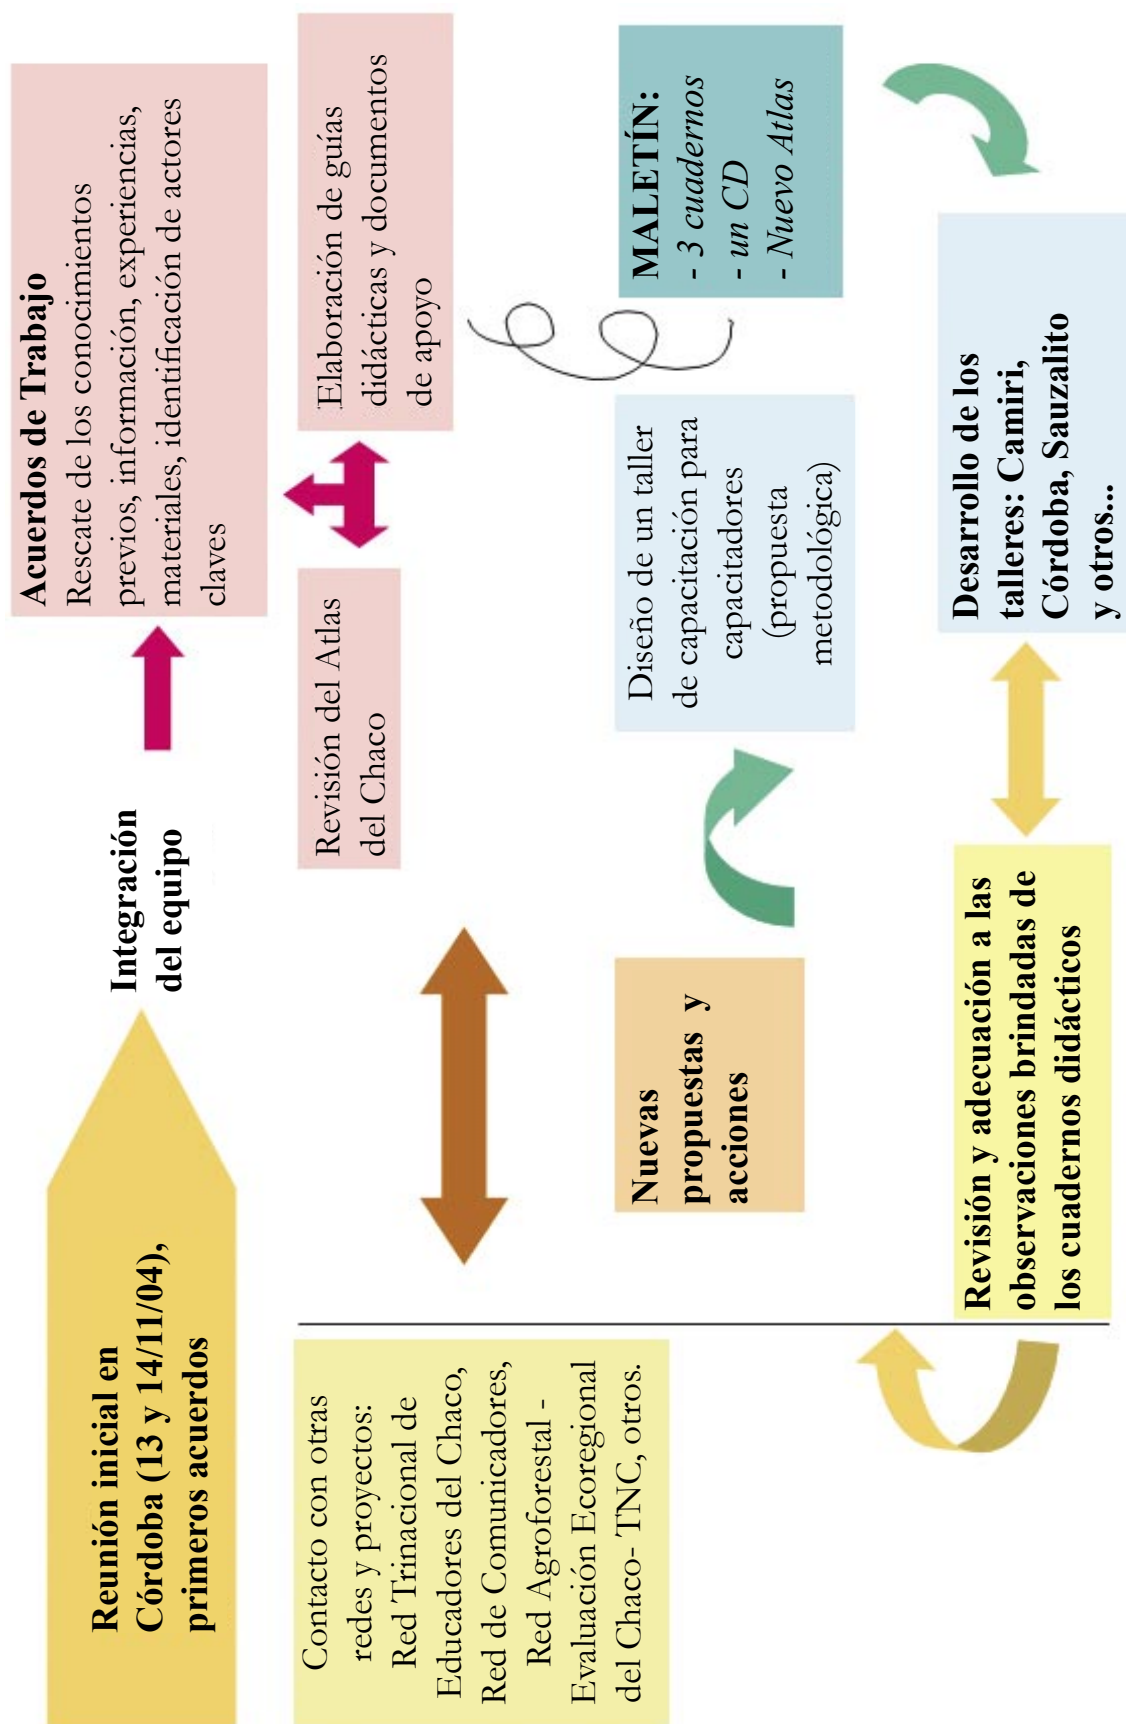 Reunión inicial en
Córdoba (13 y 14/11/04),
primeros acuerdos
Integración
del equipo
Acuerdos de Trabajo
Rescate de los conocimientos
previos, información, experiencias,
materiales, identificación de actores
claves
Contacto con otras
redes y proyectos:
Red Trinacional de
Educadores del Chaco,
Red de Comunicadores,
Red Agroforestal -
Evaluación Ecoregional
del Chaco- TNC, otros.
Revisión del Atlas
del Chaco
Elaboración de guías
didácticas y documentos
de apoyo
Nuevas
propuestas y
acciones
Diseño de un taller
de capacitación para
capacitadores
(propuesta
metodológica)
MALETÍN:
- 3 cuadernos
- un CD
- Nuevo Atlas
Revisión y adecuación a las
observaciones brindadas de
los cuadernos didácticos
Desarrollo de los
talleres: Camiri,
Córdoba, Sauzalito
y otros...